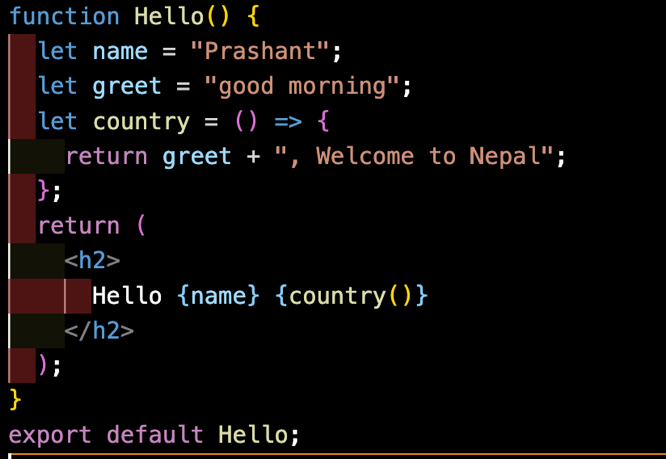 function Hello() {
  let name = "Prashant";
  let greet = "good morning";
  let country = () => {
    return greet + ", Welcome to Nepal";
  };
  return (
    <h2>
      Hello {name} {country()}
    </h2>
  );
}
export default Hello;